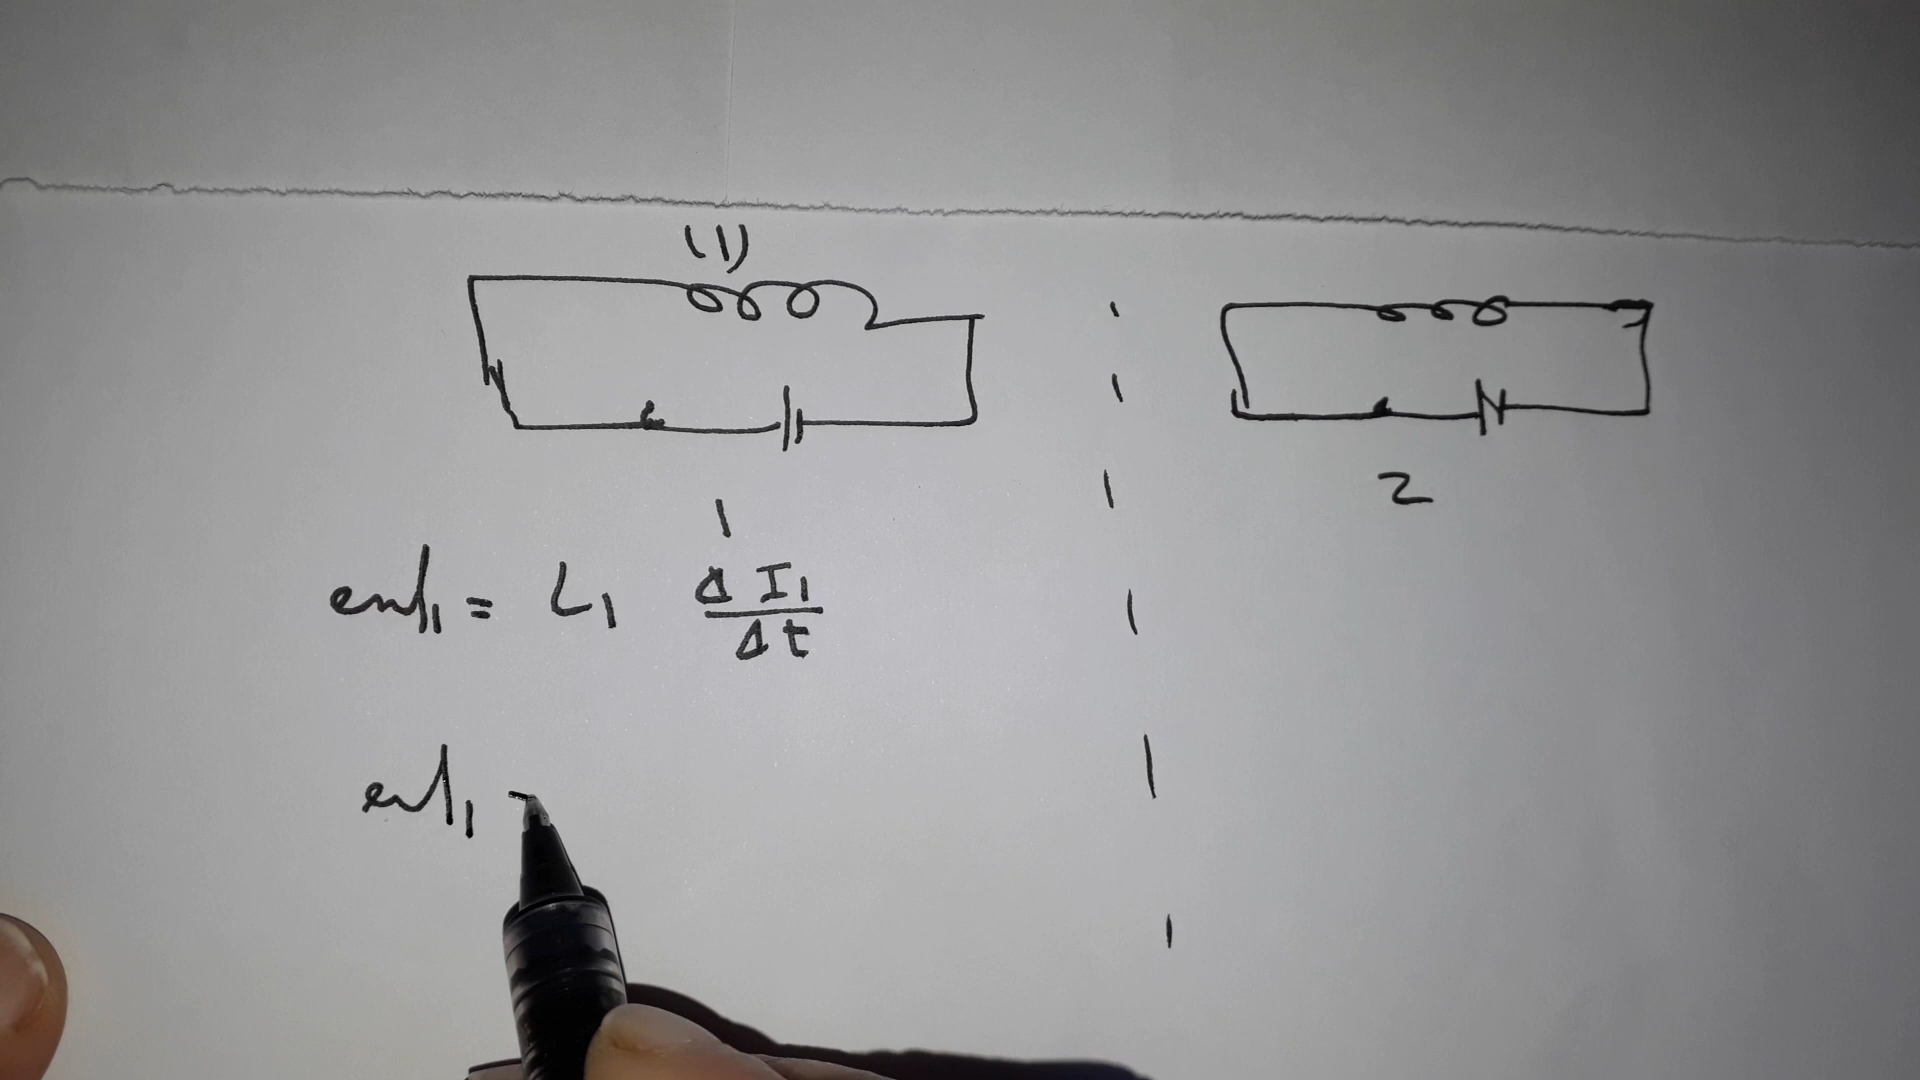 (1)
1
2
emf₁ = L₁ ΔI₁/Δt
emf₁ -